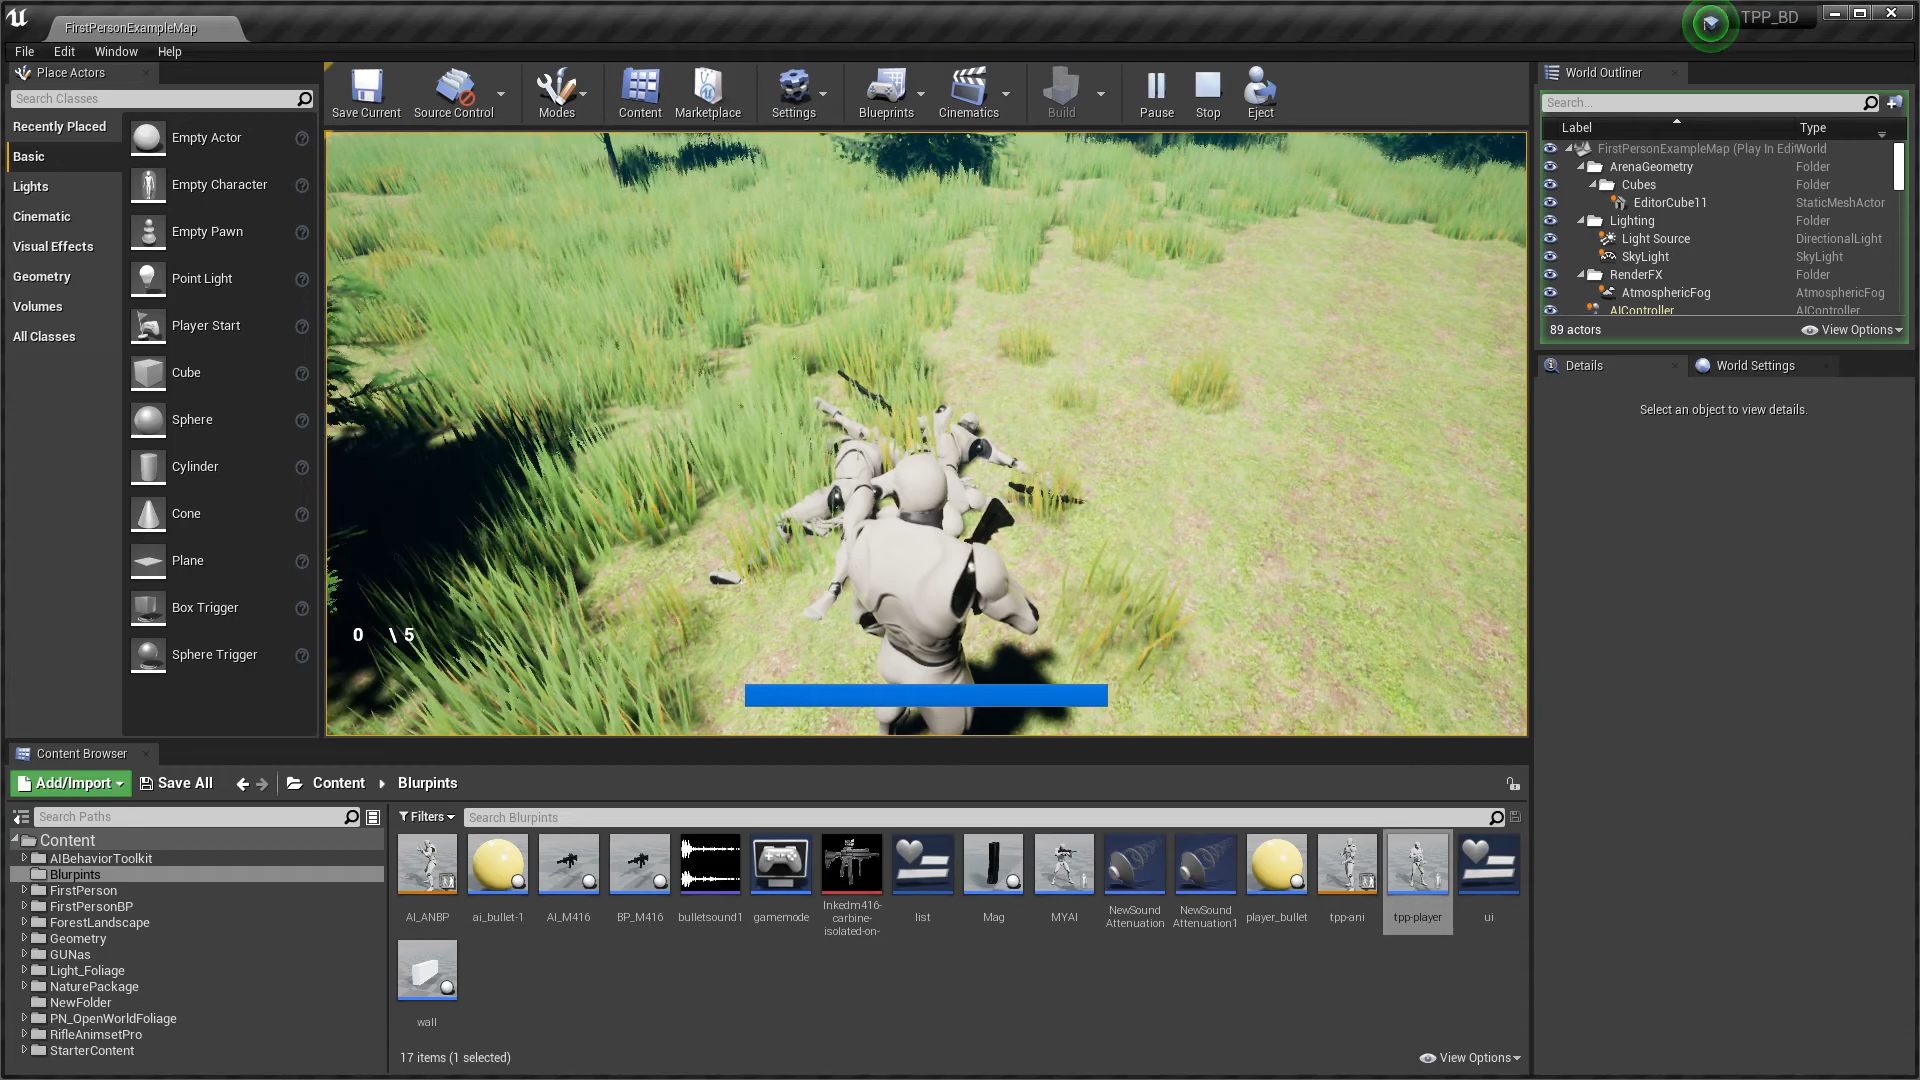 FirstPersonExampleMap
TPP_BD
File Edit Window Help
Place Actors
Search Classes
Recently Placed
Basic
Lights
Cinematic
Visual Effects
Geometry
Volumes
All Classes
Empty Actor
Empty Character
Empty Pawn
Point Light
Player Start
Cube
Sphere
Cylinder
Cone
Plane
Box Trigger
Sphere Trigger
Save Current Source Control Modes Content Marketplace Settings Blueprints Cinematics Build Pause Stop Eject
0 \ 5
World Outliner
Search...
Label Type
FirstPersonExampleMap (Play In Edi World
ArenaGeometry Folder
Cubes Folder
EditorCube11 StaticMeshActor
Lighting Folder
Light Source DirectionalLight
SkyLight SkyLight
RenderFX Folder
AtmosphericFog AtmosphericFog
AIController AIController
89 actors View Options
Details World Settings
Select an object to view details.
Content Browser
Add/Import Save All Content Blurpints
Search Paths
Content
AIBehaviorToolkit
Blurpints
FirstPerson
FirstPersonBP
ForestLandscape
Geometry
GUNas
Light_Foliage
NaturePackage
NewFolder
PN_OpenWorldFoliage
RifleAnimsetPro
StarterContent
Filters Search Blurpints
AI_ANBP
ai_bullet-1
AI_M416
BP_M416
bulletsound1
gamemode
Inkedm416-
carbine-
isolated-on-
list
Mag
MYAI
NewSound
Attenuation
NewSound
Attenuation1
player_bullet
tpp-ani
tpp-player
ui
wall
17 items (1 selected) View Options